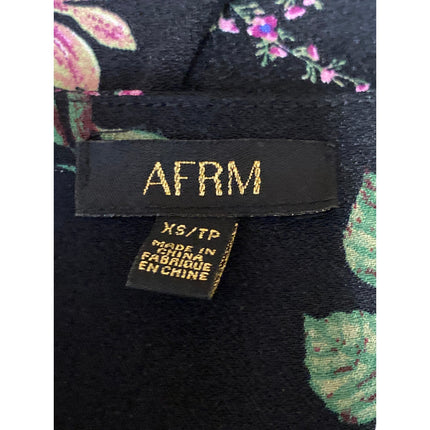 AFRM
XS/TP
MADE IN
CHINA
FABRIQUE
EN CHINE